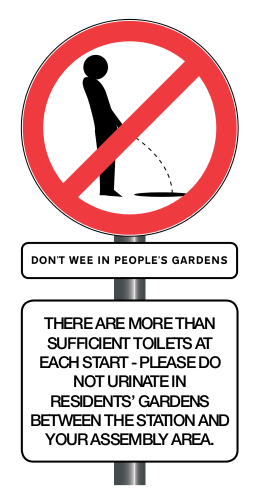 DON'T WEE IN PEOPLE'S GARDENS
THERE ARE MORE THAN
SUFFICIENT TOILETS AT
EACH START - PLEASE DO
NOT URINATE IN
RESIDENTS' GARDENS
BETWEEN THE STATION AND
YOUR ASSEMBLY AREA.